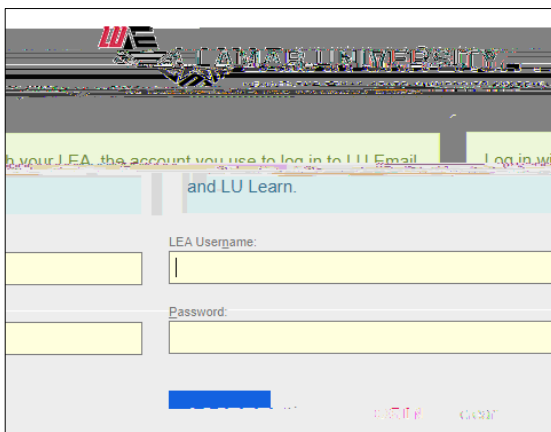 LU
LAMAR UNIVERSITY
h your LEA, the account you use to log in to LU Email
Log in wi
and LU Learn.
LEA Username:
Password: